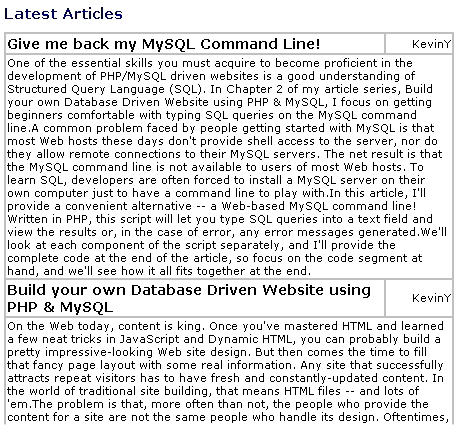 Latest Articles
Give me back my MySQL Command Line!
KevinY
One of the essential skills you must acquire to become proficient in the
development of PHP/MySQL driven websites is a good understanding of
Structured Query Language (SQL). In Chapter 2 of my article series, Build
your own Database Driven Website using PHP & MySQL, I focus on getting
beginners comfortable with typing SQL queries on the MySQL command
line.A common problem faced by people getting started with MySQL is that
most Web hosts these days don't provide shell access to the server, nor do
they allow remote connections to their MySQL servers. The net result is that
the MySQL command line is not available to users of most Web hosts. To
learn SQL, developers are often forced to install a MySQL server on their
own computer just to have a command line to play with.In this article, I'll
provide a convenient alternative -- a Web-based MySQL command line!
Written in PHP, this script will let you type SQL queries into a text field and
view the results or, in the case of error, any error messages generated.We'll
look at each component of the script separately, and I'll provide the
complete code at the end of the article, so focus on the code segment at
hand, and we'll see how it all fits together at the end.
Build your own Database Driven Website using
PHP & MySQL
KevinY
On the Web today, content is king. Once you've mastered HTML and learned
a few neat tricks in JavaScript and Dynamic HTML, you can probably build a
pretty impressive-looking Web site design. But then comes the time to fill
that fancy page layout with some real information. Any site that successfully
attracts repeat visitors has to have fresh and constantly-updated content. In
the world of traditional site building, that means HTML files -- and lots of
'em.The problem is that, more often than not, the people who provide the
content for a site are not the same people who handle its design. Oftentimes,